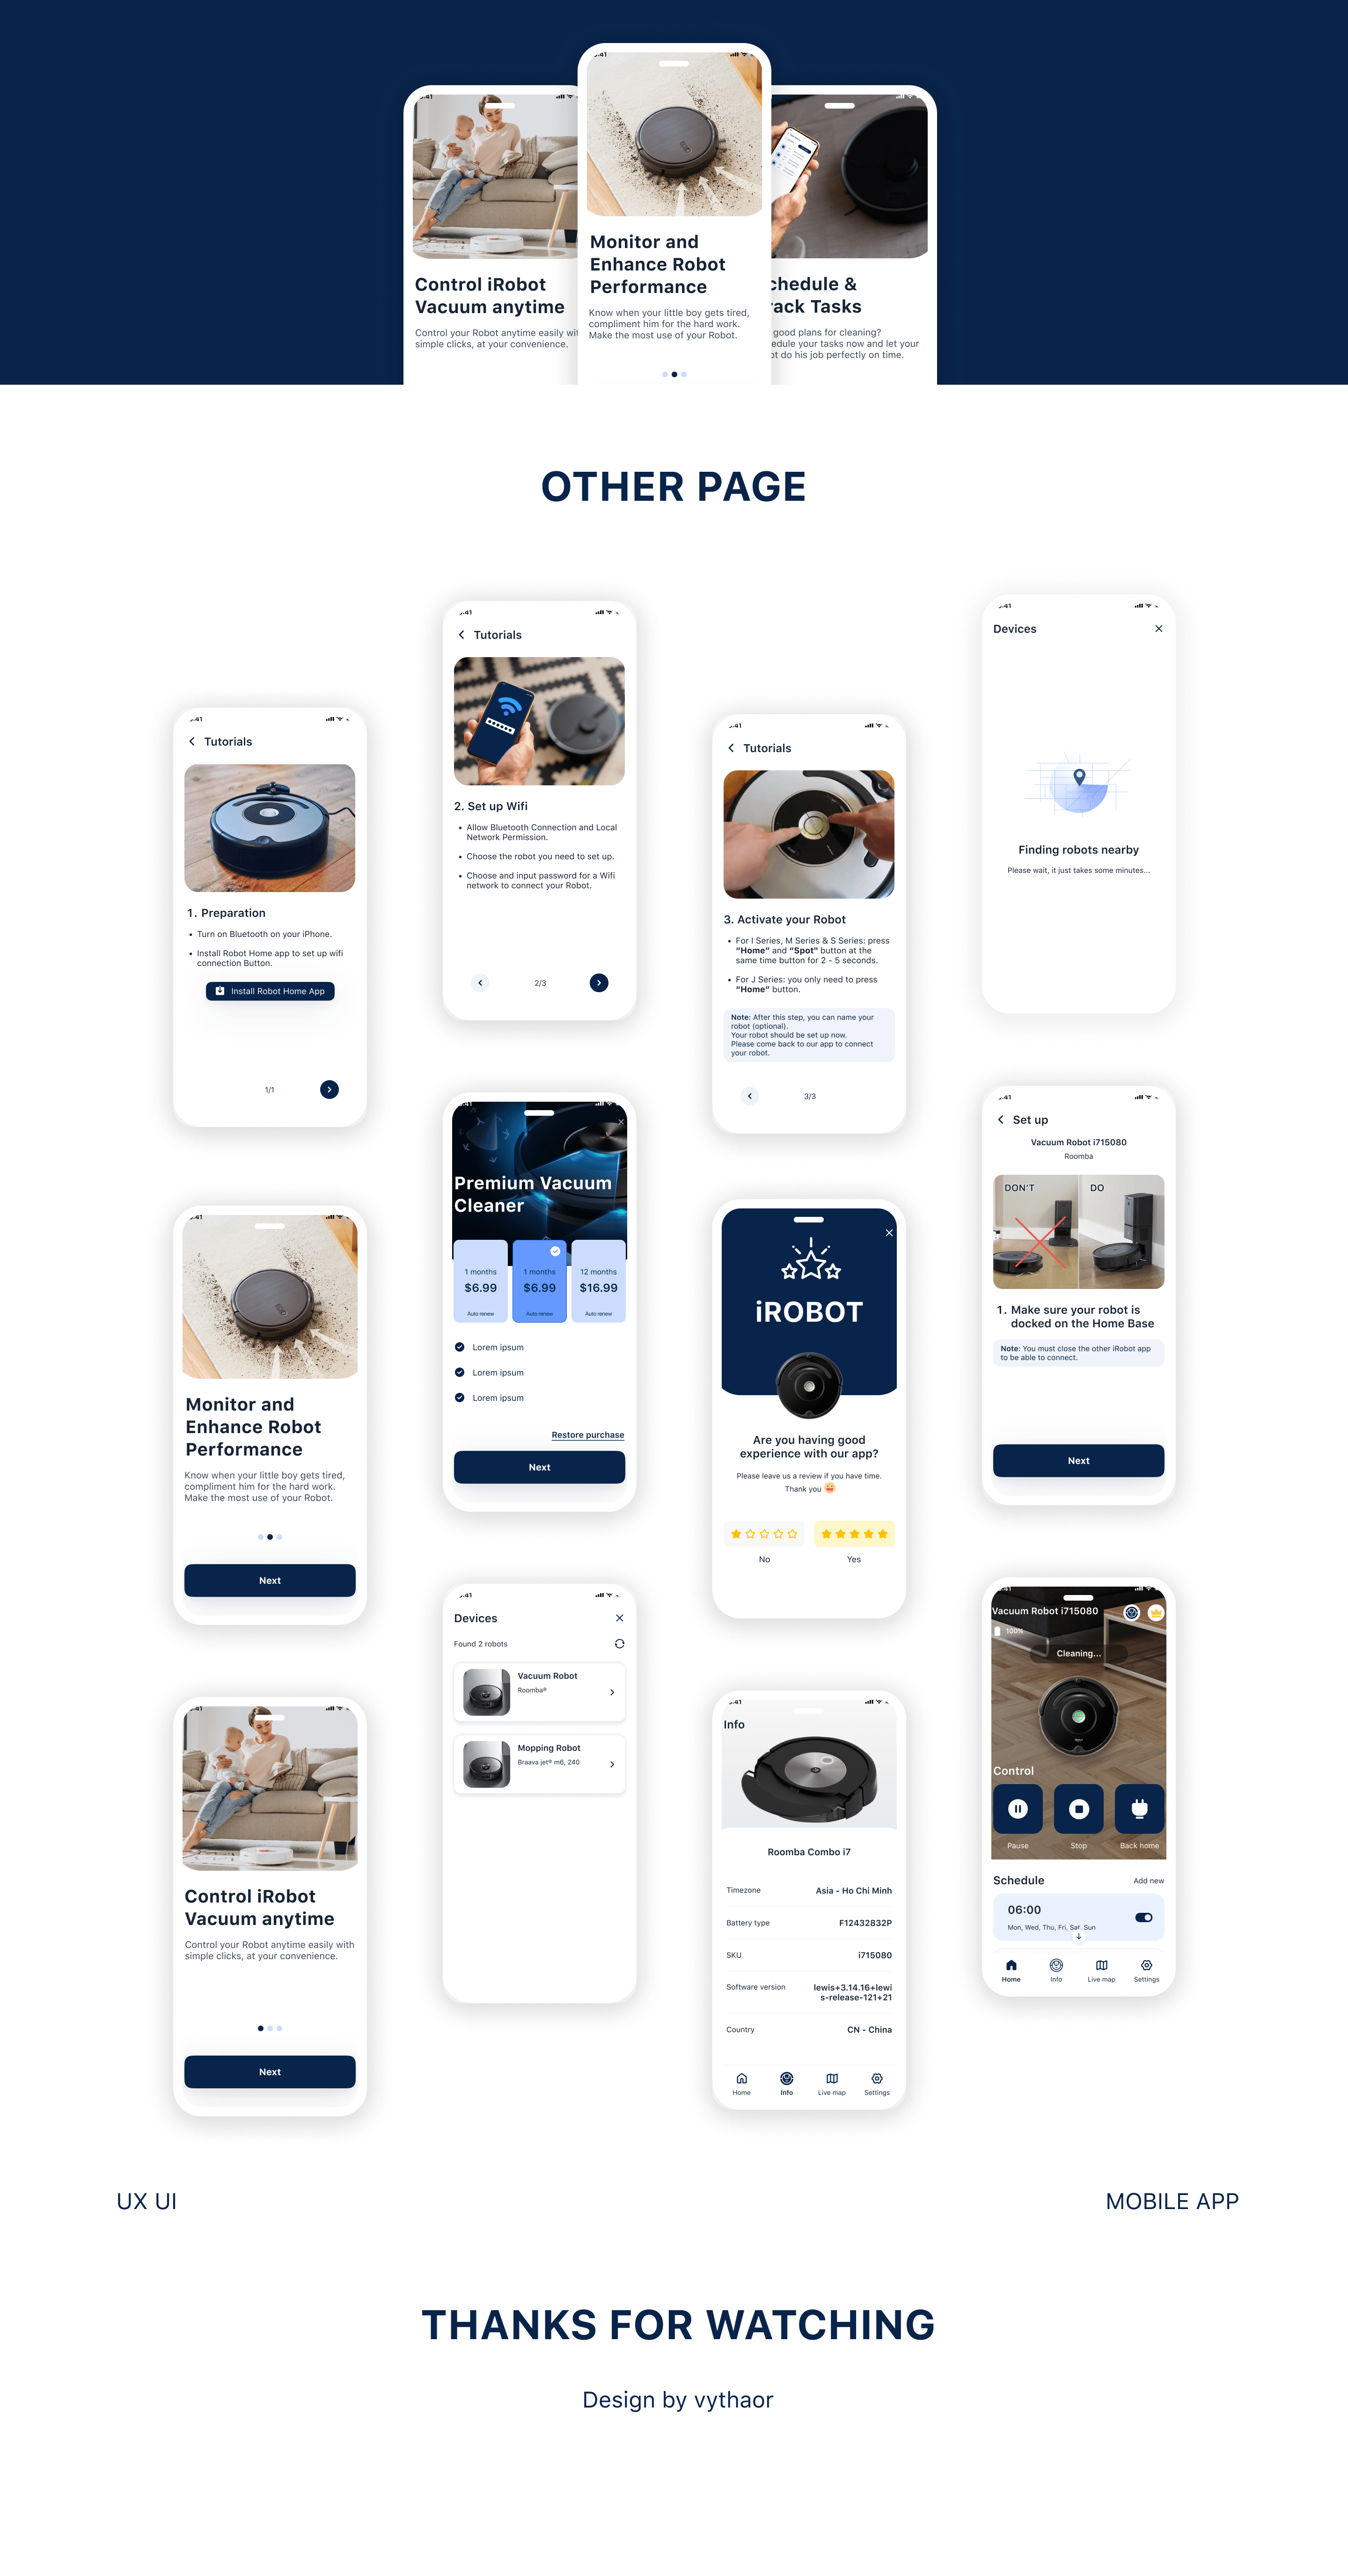 Control iRobot
Vacuum anytime
Control your Robot anytime easily wit
simple clicks, at your convenience.
Monitor and
Enhance Robot
Performance
Know when your little boy gets tired,
compliment him for the hard work.
Make the most use of your Robot.
chedule &
rack Tasks
good plans for cleaning?
edule your tasks now and let your
ot do his job perfectly on time.
OTHER PAGE
Tutorials
1. Preparation
• Turn on Bluetooth on your iPhone.
• Install Robot Home app to set up wifi
connection Button.
Install Robot Home App
1/1
Tutorials
2. Set up Wifi
• Allow Bluetooth Connection and Local
Network Permission.
• Choose the robot you need to set up.
• Choose and input password for a Wifi
network to connect your Robot.
2/3
Tutorials
3. Activate your Robot
• For I Series, M Series & S Series: press
“Home” and “Spot" button at the
same time button for 2 - 5 seconds.
• For J Series: you only need to press
“Home” button.
Note: After this step, you can name your
robot (optional).
Your robot should be set up now.
Please come back to our app to connect
your robot.
3/3
Devices
Finding robots nearby
Please wait, it just takes some minutes...
Monitor and
Enhance Robot
Performance
Know when your little boy gets tired,
compliment him for the hard work.
Make the most use of your Robot.
Next
Premium Vacuum
Cleaner
1 months
$6.99
Auto renew
1 months
$6.99
Auto renew
12 months
$16.99
Auto renew
Lorem ipsum
Lorem ipsum
Lorem ipsum
Restore purchase
Next
iROBOT
Are you having good
experience with our app?
Please leave us a review if you have time.
Thank you
No
Yes
Set up
Vacuum Robot i715080
Roomba
DON'T
DO
1. Make sure your robot is
docked on the Home Base
Note: You must close the other iRobot app
to be able to connect.
Next
Control iRobot
Vacuum anytime
Control your Robot anytime easily with
simple clicks, at your convenience.
Next
Devices
Found 2 robots
Vacuum Robot
Roomba®
Mopping Robot
Braava jet® m6, 240
Info
Roomba Combo i7
Timezone
Asia - Ho Chi Minh
Battery type
F12432832P
SKU
i715080
Software version
lewis+3.14.16+lewi
s-release-121+21
Country
CN - China
Home
Info
Live map
Settings
Vacuum Robot i715080
100%
Cleaning...
Control
Pause
Stop
Back home
Schedule
Add new
06:00
Mon, Wed, Thu, Fri, Sat, Sun
Home
Info
Live map
Settings
UX UI
MOBILE APP
THANKS FOR WATCHING
Design by vythaor